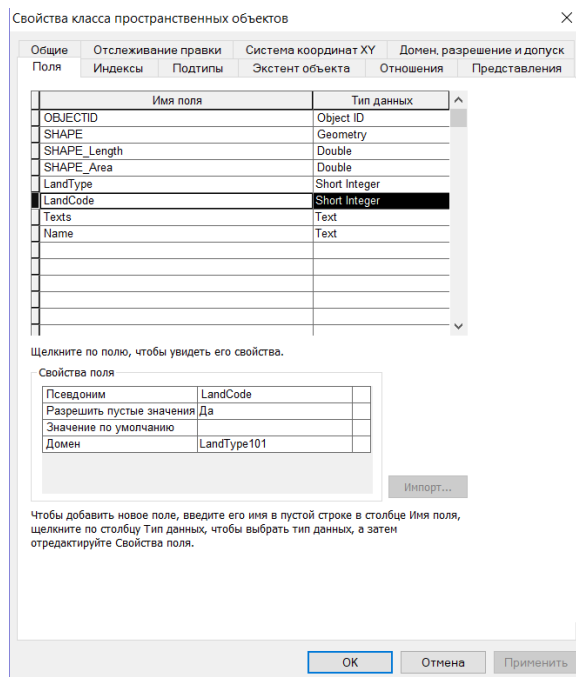 Свойства класса пространственных объектов
Общие Отслеживание правки Система координат XY Домен, разрешение и допуск
Поля Индексы Подтипы Экстент объекта Отношения Представления
Имя поля Тип данных
OBJECTID Object ID
SHAPE Geometry
SHAPE_Length Double
SHAPE_Area Double
LandType Short Integer
LandCode Short Integer
Texts Text
Name Text
Щелкните по полю, чтобы увидеть его свойства.
Свойства поля
Псевдоним LandCode
Разрешить пустые значения Да
Значение по умолчанию
Домен LandType101
Импорт...
Чтобы добавить новое поле, введите его имя в пустой строке в столбце Имя поля,
щелкните по столбцу Тип данных, чтобы выбрать тип данных, а затем
отредактируйте Свойства поля.
OK Отмена Применить